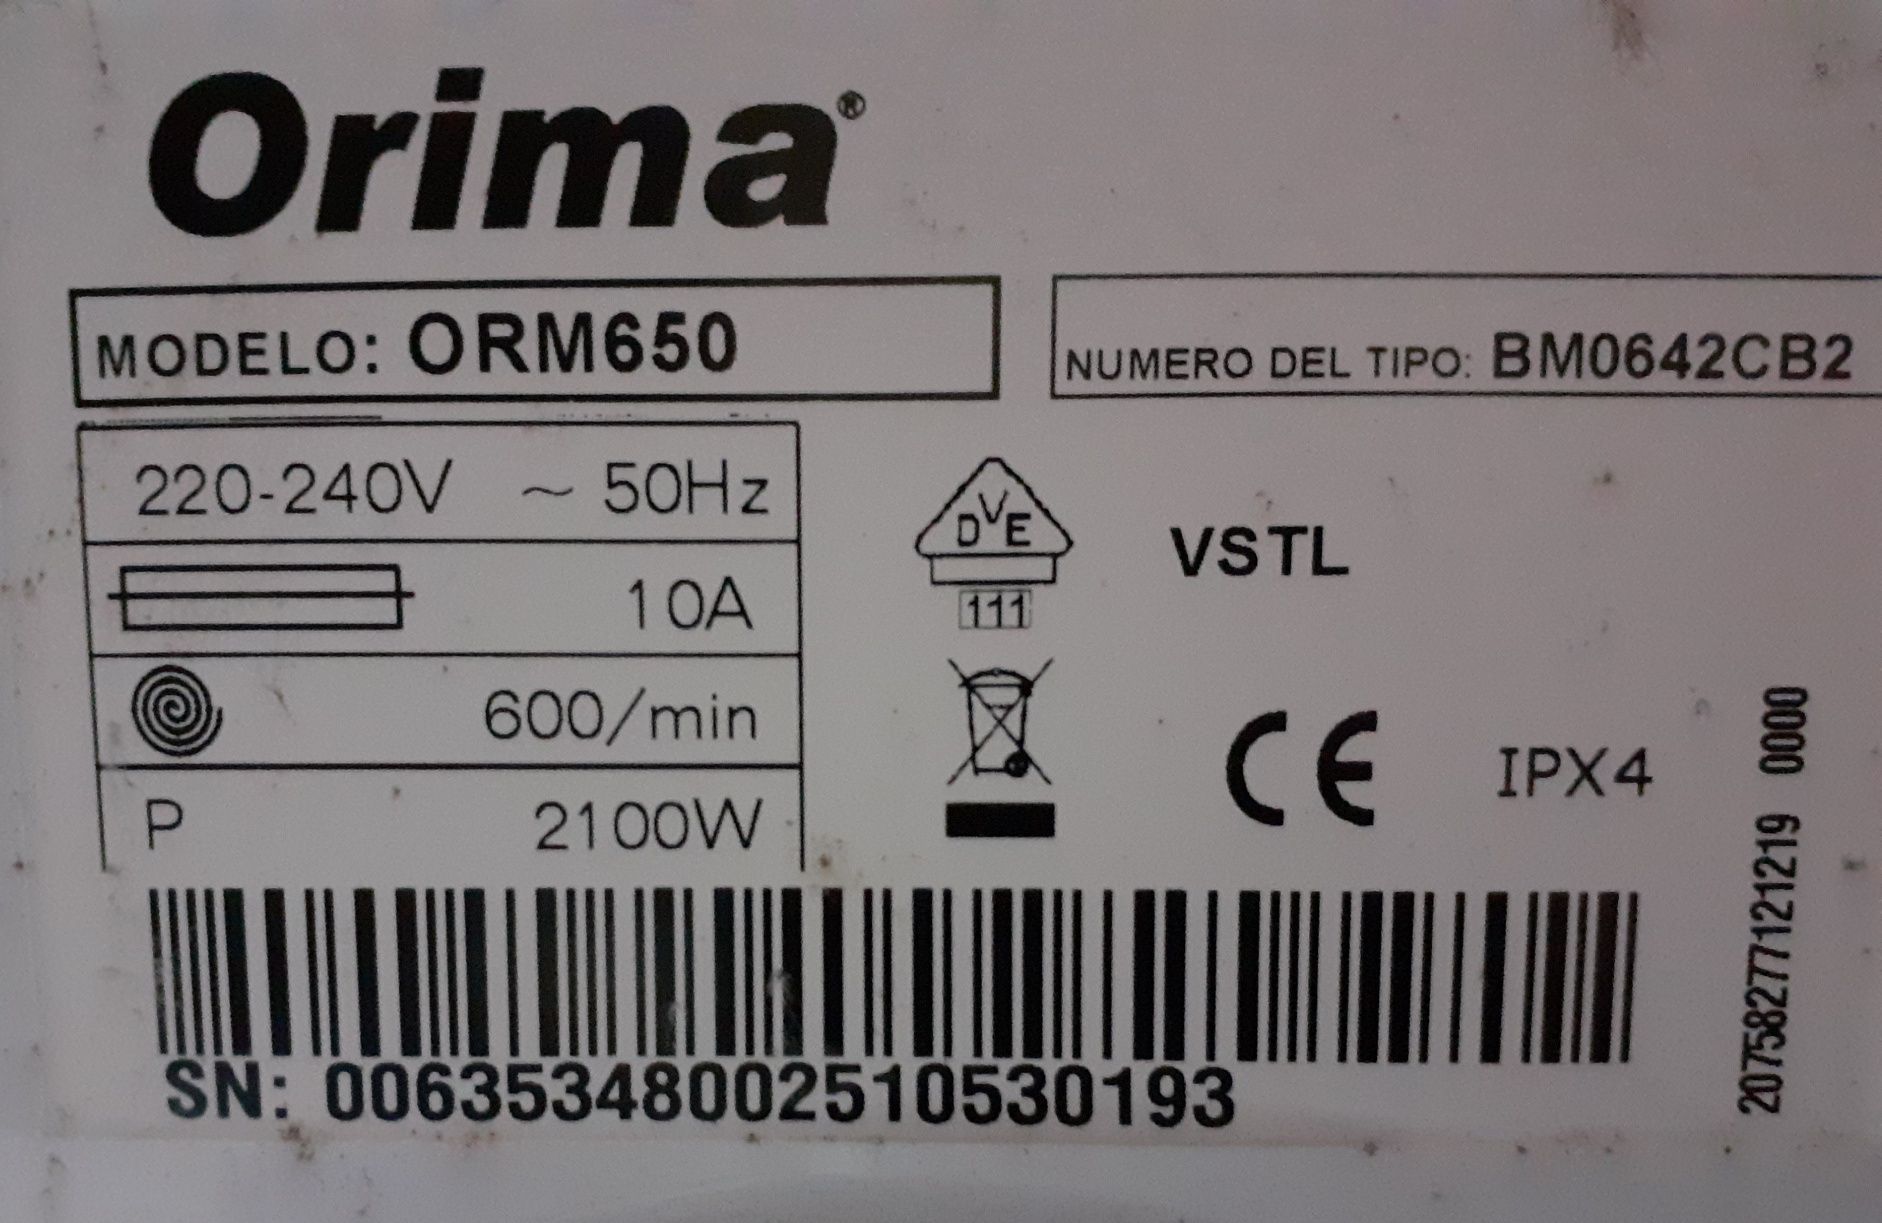 Orima®
MODELO: ORM650
NUMERO DEL TIPO: BM0642CB2
220-240V ~ 50Hz
10A
600/min
P 2100W
DVE
111
VSTL
CE
IPX4
SN: 00635348002510530193
20758277121219 0000